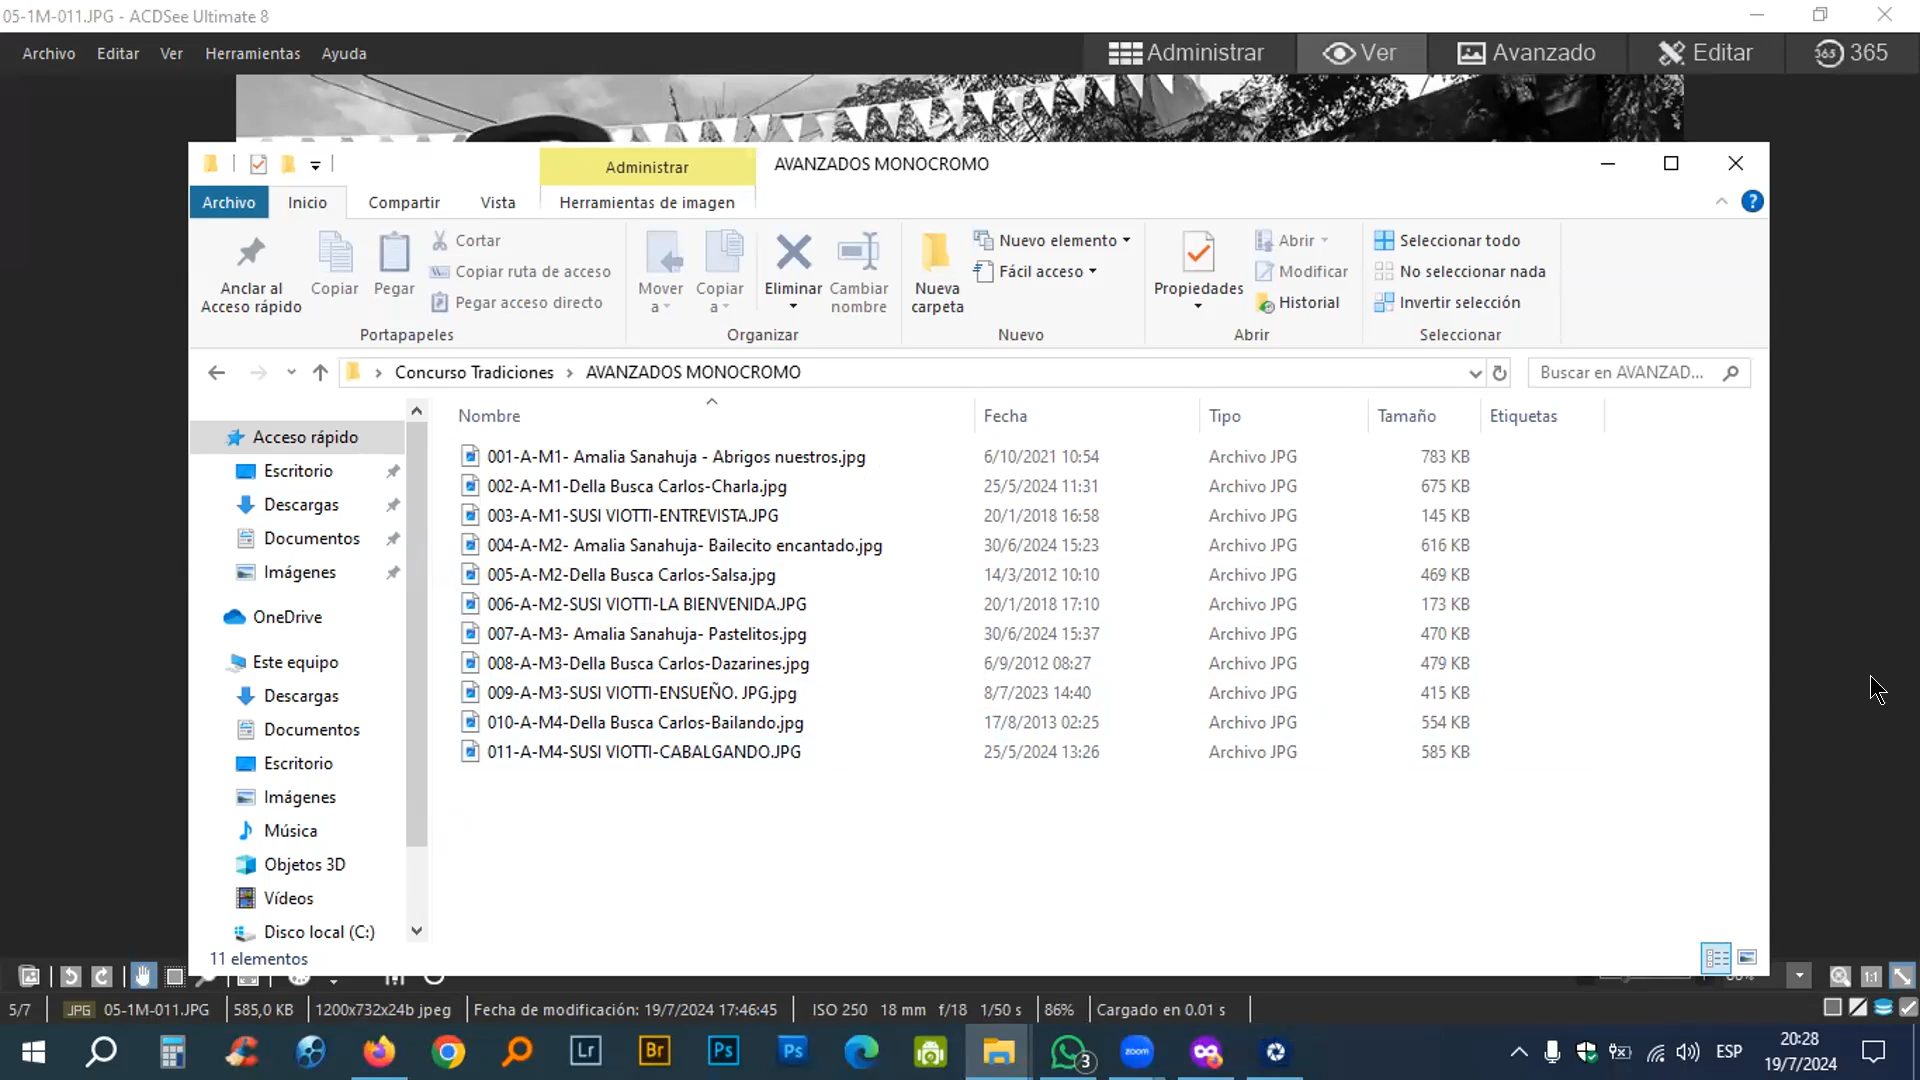 05-1M-011.JPG - ACDSee Ultimate 8
Archivo Editar Ver Herramientas Ayuda
Administrar Ver Avanzado Editar 365 365
Administrar AVANZADOS MONOCROMO
Archivo Inicio Compartir Vista Herramientas de imagen ?
Anclar al
Acceso rápido
Copiar
Pegar
Cortar
Copiar ruta de acceso
Pegar acceso directo
Portapapeles
Mover
a
Copiar
a
Eliminar
Cambiar
nombre
Organizar
Nueva
carpeta
Nuevo elemento
Fácil acceso
Nuevo
Propiedades
Abrir
Modificar
Historial
Abrir
Seleccionar todo
No seleccionar nada
Invertir selección
Seleccionar
Concurso Tradiciones AVANZADOS MONOCROMO Buscar en AVANZAD...
Acceso rápido
Escritorio
Descargas
Documentos
Imágenes
OneDrive
Este equipo
Descargas
Documentos
Escritorio
Imágenes
Música
Objetos 3D
Vídeos
Disco local (C:)
Nombre Fecha Tipo Tamaño Etiquetas
001-A-M1- Amalia Sanahuja - Abrigos nuestros.jpg 6/10/2021 10:54 Archivo JPG 783 KB
002-A-M1-Della Busca Carlos-Charla.jpg 25/5/2024 11:31 Archivo JPG 675 KB
003-A-M1-SUSI VIOTTI-ENTREVISTA.JPG 20/1/2018 16:58 Archivo JPG 145 KB
004-A-M2- Amalia Sanahuja- Bailecito encantado.jpg 30/6/2024 15:23 Archivo JPG 616 KB
005-A-M2-Della Busca Carlos-Salsa.jpg 14/3/2012 10:10 Archivo JPG 469 KB
006-A-M2-SUSI VIOTTI-LA BIENVENIDA.JPG 20/1/2018 17:10 Archivo JPG 173 KB
007-A-M3- Amalia Sanahuja- Pastelitos.jpg 30/6/2024 15:37 Archivo JPG 470 KB
008-A-M3-Della Busca Carlos-Dazarines.jpg 6/9/2012 08:27 Archivo JPG 479 KB
009-A-M3-SUSI VIOTTI-ENSUEÑO. JPG.jpg 8/7/2023 14:40 Archivo JPG 415 KB
010-A-M4-Della Busca Carlos-Bailando.jpg 17/8/2013 02:25 Archivo JPG 554 KB
011-A-M4-SUSI VIOTTI-CABALGANDO.JPG 25/5/2024 13:26 Archivo JPG 585 KB
11 elementos
1:1
5/7 JPG 05-1M-011.JPG 585,0 KB 1200x732x24b jpeg Fecha de modificación: 19/7/2024 17:46:45 ISO 250 18 mm f/18 1/50 s 86% Cargado en 0.01 s
Lr Br Ps Ps 3 zoom ESP
20:28
19/7/2024